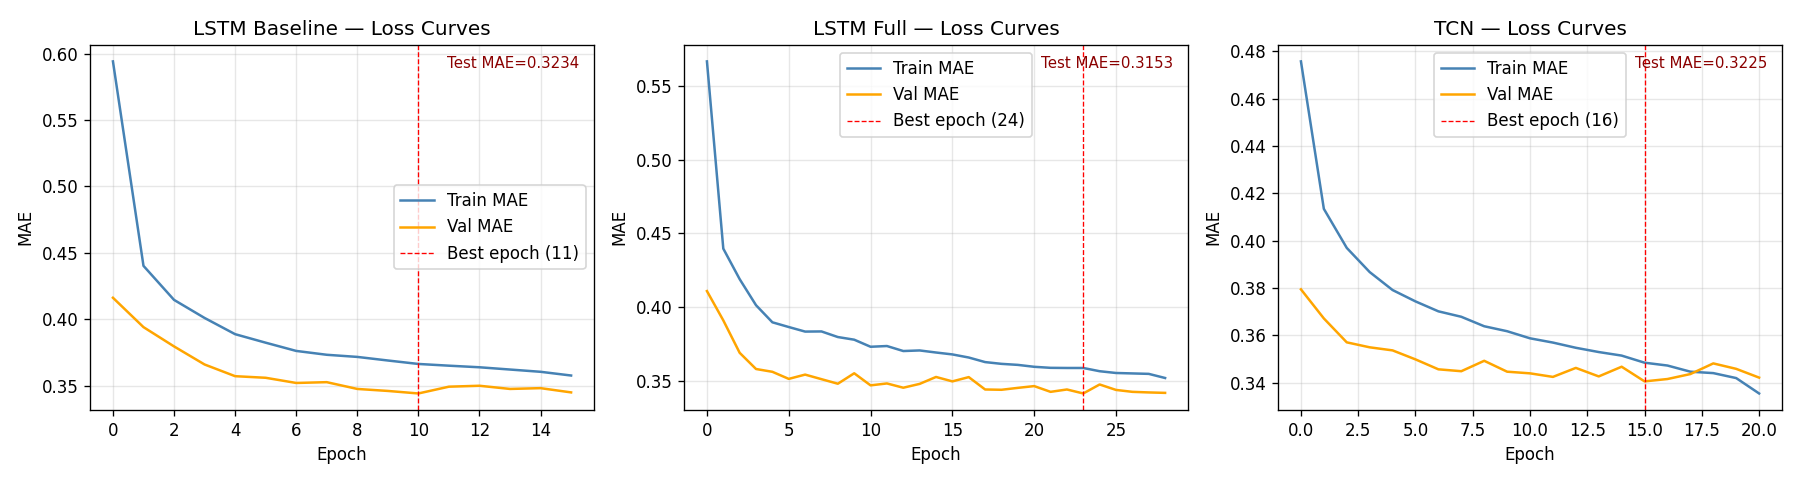 LSTM Baseline — Loss Curves
Test MAE=0.3234
Train MAE
Val MAE
Best epoch (11)
MAE
0.60
0.55
0.50
0.45
0.40
0.35
0 2 4 6 8 10 12 14
Epoch
LSTM Full — Loss Curves
Test MAE=0.3153
Train MAE
Val MAE
Best epoch (24)
MAE
0.55
0.50
0.45
0.40
0.35
0 5 10 15 20 25
Epoch
TCN — Loss Curves
Test MAE=0.3225
Train MAE
Val MAE
Best epoch (16)
MAE
0.48
0.46
0.44
0.42
0.40
0.38
0.36
0.34
0.0 2.5 5.0 7.5 10.0 12.5 15.0 17.5 20.0
Epoch